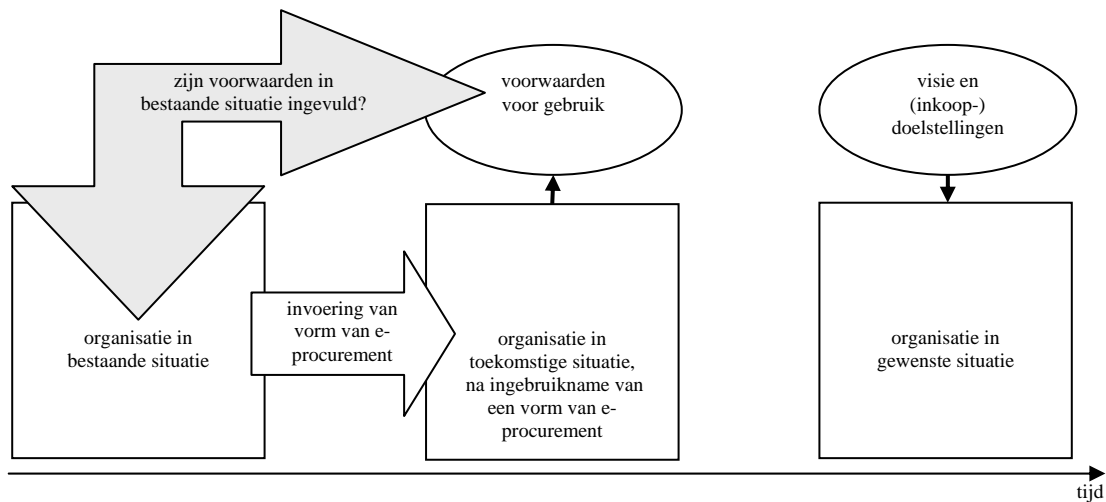 zijn voorwaarden in
bestaande situatie ingevuld?
voorwaarden
voor gebruik
visie en
(inkoop-)
doelstellingen
organisatie in
bestaande situatie
invoering van
vorm van e-
procurement
organisatie in
toekomstige situatie,
na ingebruikname van
een vorm van e-
procurement
organisatie in
gewenste situatie
tijd